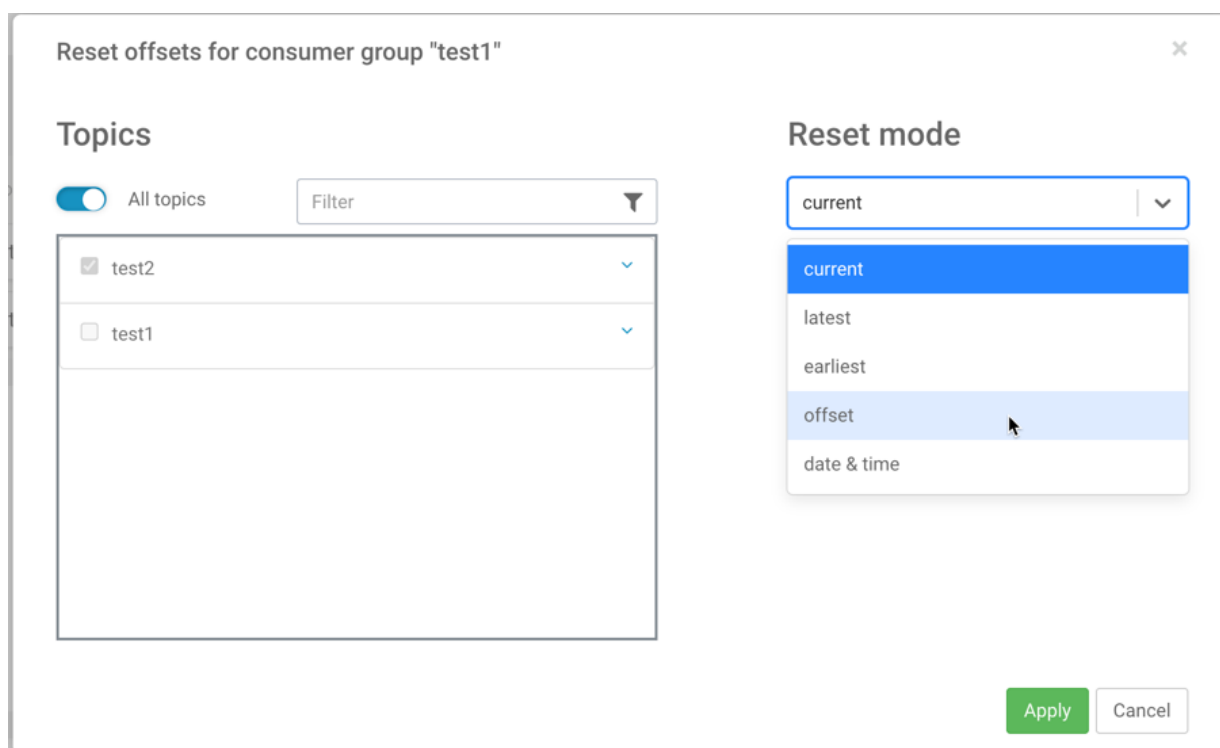 Reset offsets for consumer group "test1"
Topics
All topics
Filter
test2
test1
Reset mode
current
current
latest
earliest
offset
date & time
Apply
Cancel